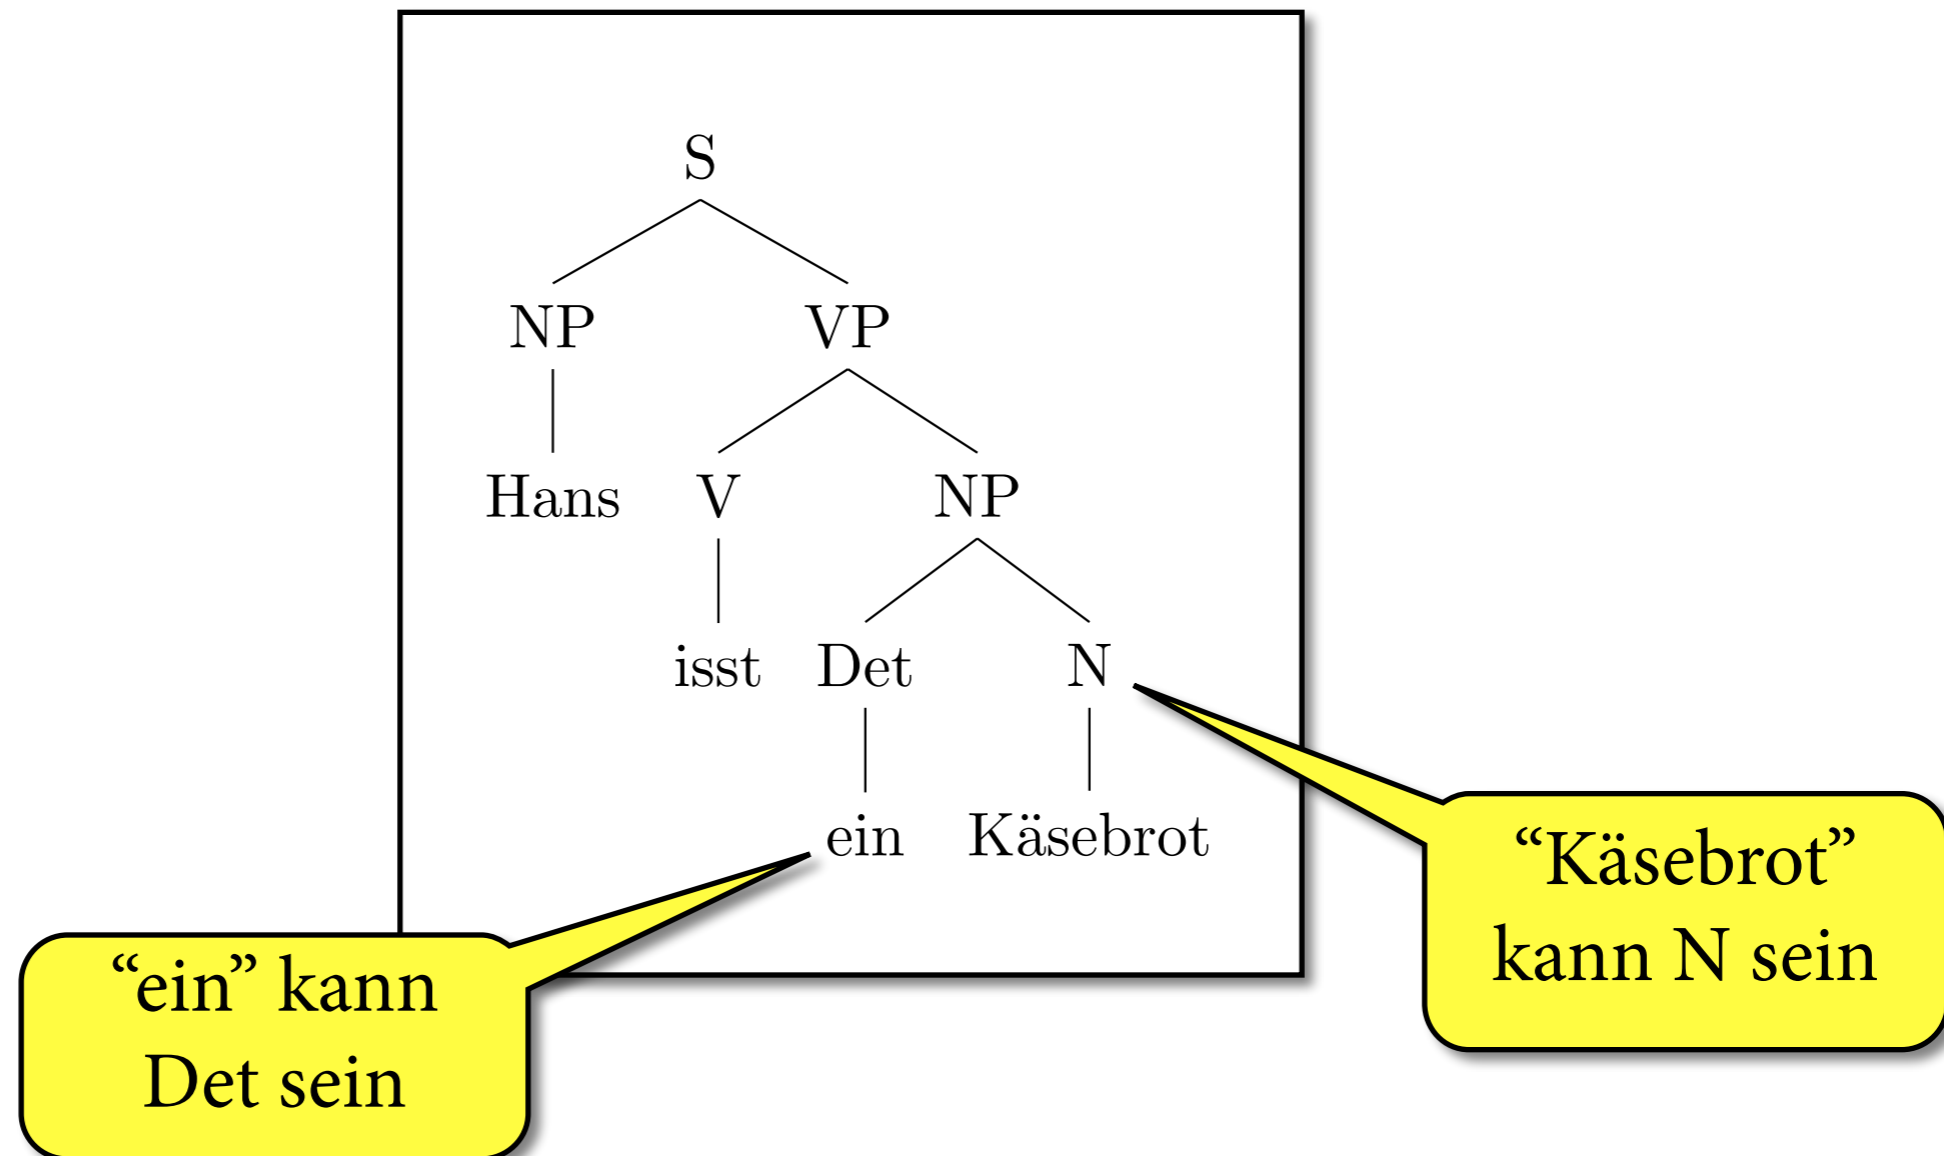 S
NP VP
Hans V NP
isst Det N
ein Käsebrot
“Käsebrot”
kann N sein
“ein” kann
Det sein